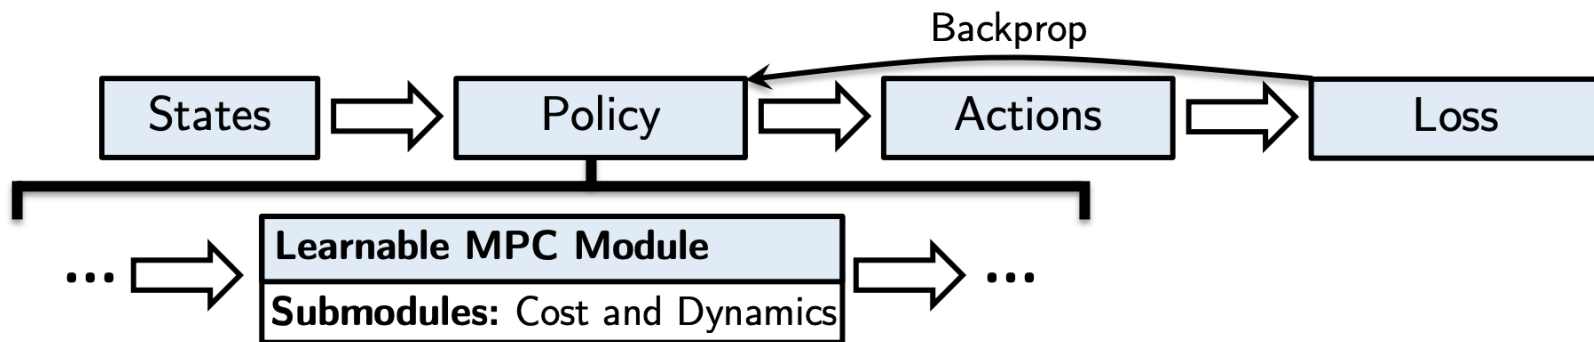 Backprop
States
Policy
Actions
Loss
... Learnable MPC Module ...
Submodules: Cost and Dynamics